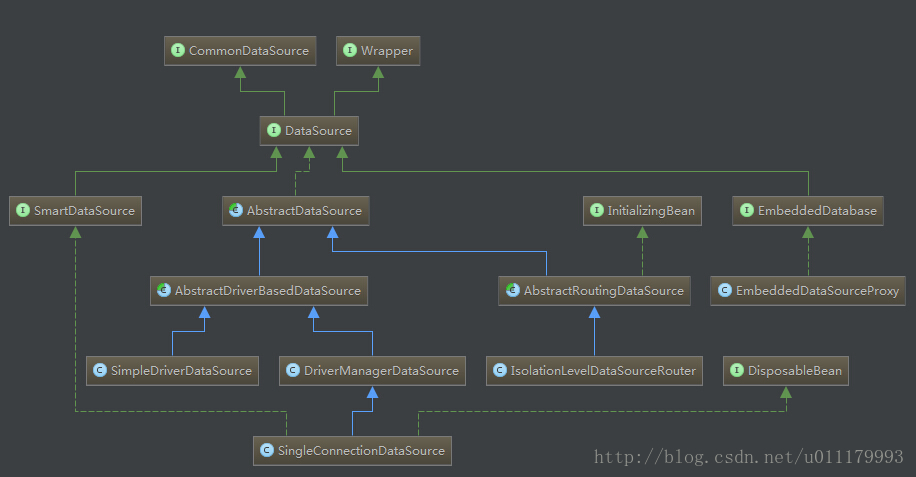 CommonDataSource
Wrapper
DataSource
SmartDataSource
AbstractDataSource
InitializingBean
EmbeddedDatabase
AbstractDriverBasedDataSource
AbstractRoutingDataSource
EmbeddedDataSourceProxy
SimpleDriverDataSource
DriverManagerDataSource
IsolationLevelDataSourceRouter
DisposableBean
SingleConnectionDataSource
http://blog.csdn.net/u011179993